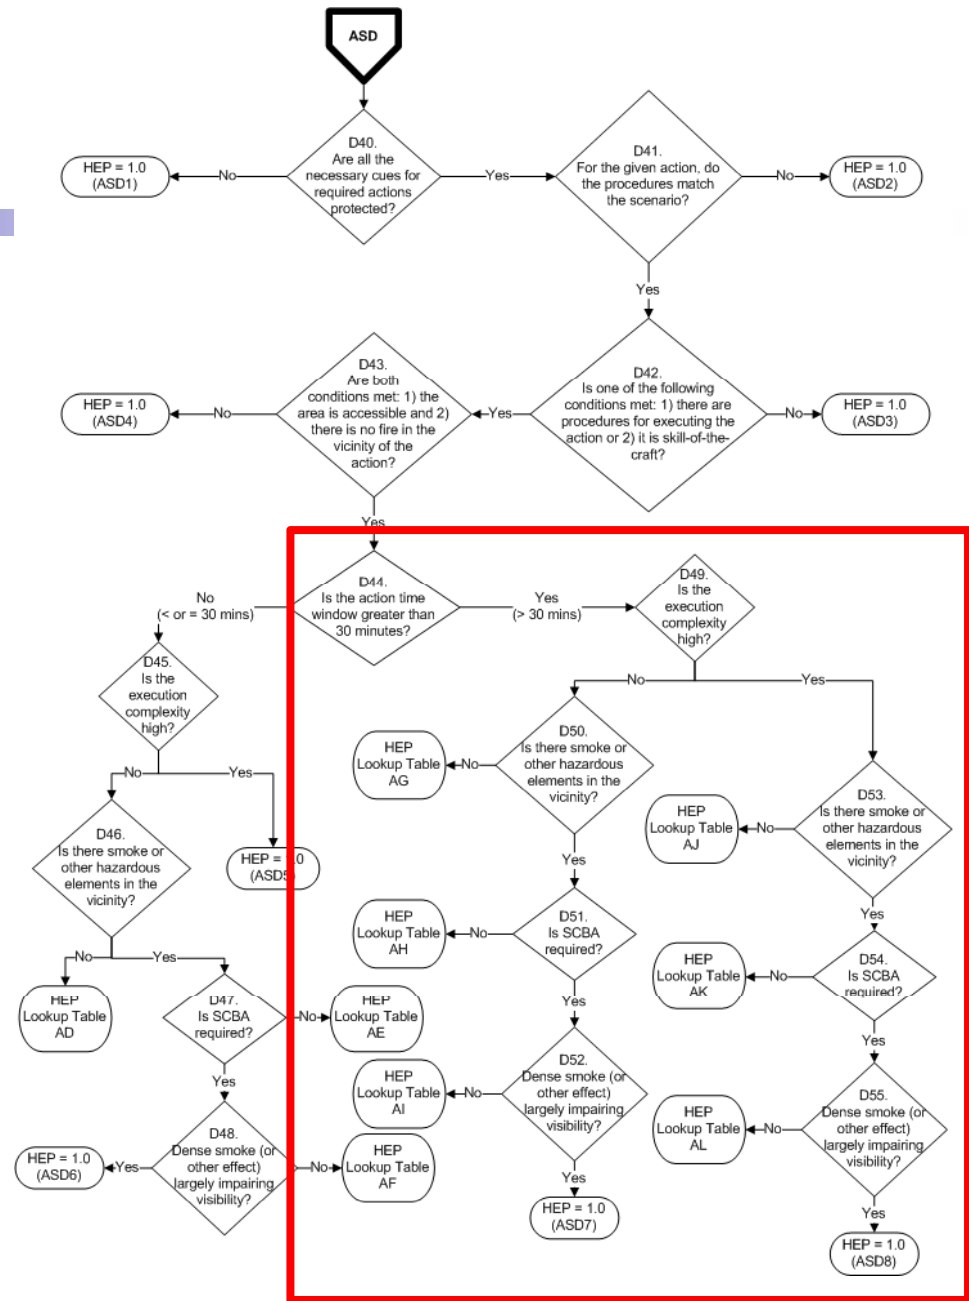 ASD
D40.
Are all the
necessary cues for
required actions
protected?
No
HEP = 1.0
(ASD1)
Yes
D41.
For the given action, do
the procedures match
the scenario?
No
HEP = 1.0
(ASD2)
Yes
D42.
Is one of the following
conditions met: 1) there are
procedures for executing the
action or 2) it is skill-of-the-
craft?
No
HEP = 1.0
(ASD3)
Yes
D43.
Are both
conditions met: 1) the
area is accessible and 2)
there is no fire in the
vicinity of the
action?
No
HEP = 1.0
(ASD4)
Yes
D44.
Is the action time
window greater than
30 minutes?
No
(< or = 30 mins)
Yes
(> 30 mins)
D45.
Is the
execution
complexity
high?
No
Yes
HEP = 1.0
(ASD5)
D46.
Is there smoke or
other hazardous
elements in the
vicinity?
No
Yes
HEP
Lookup Table
AD
D47.
Is SCBA
required?
No
HEP
Lookup Table
AE
Yes
D48.
Dense smoke (or
other effect)
largely impairing
visibility?
Yes
HEP = 1.0
(ASD6)
No
HEP
Lookup Table
AF
D49.
Is the
execution
complexity
high?
No
Yes
D50.
Is there smoke or
other hazardous
elements in the
vicinity?
No
HEP
Lookup Table
AG
Yes
D51.
Is SCBA
required?
No
HEP
Lookup Table
AH
Yes
D52.
Dense smoke (or
other effect)
largely impairing
visibility?
No
HEP
Lookup Table
AI
Yes
HEP = 1.0
(ASD7)
D53.
Is there smoke or
other hazardous
elements in the
vicinity?
No
HEP
Lookup Table
AJ
Yes
D54.
Is SCBA
required?
No
HEP
Lookup Table
AK
Yes
D55.
Dense smoke (or
other effect)
largely impairing
visibility?
No
HEP
Lookup Table
AL
Yes
HEP = 1.0
(ASD8)